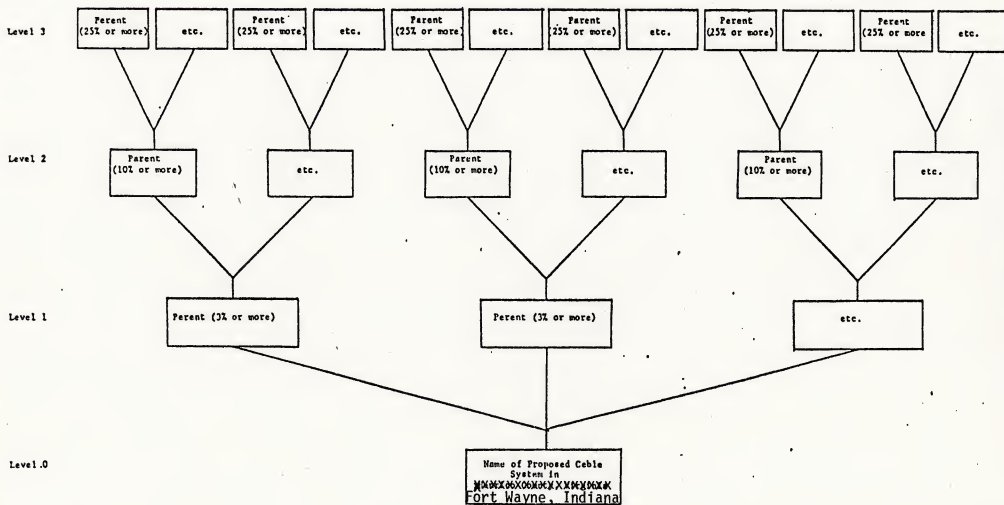 Level 3
Parent
(25% or more)
etc.
Parent
(25% or more)
etc.
Parent
(25% or more)
etc.
Parent
(25% or more)
etc.
Parent
(25% or more)
etc.
Parent
(25% or more
etc.
Level 2
Parent
(10% or more)
etc.
Parent
(10% or more)
etc.
Parent
(10% or more)
etc.
Level 1
Parent (3% or more)
Parent (3% or more)
etc.
Level.0
Name of Proposed Cable
System in
Fort Wayne, Indiana